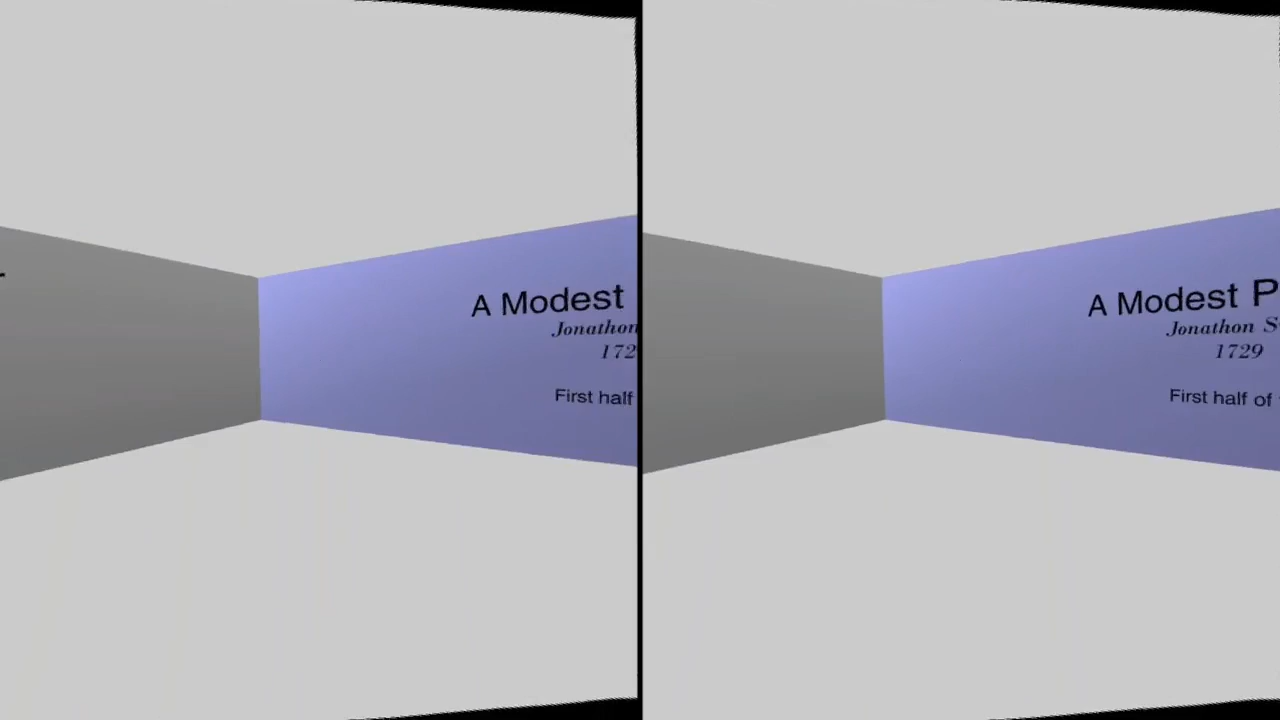 A Modest
Jonathon
172
First half
A Modest P
Jonathon S
1729
First half of